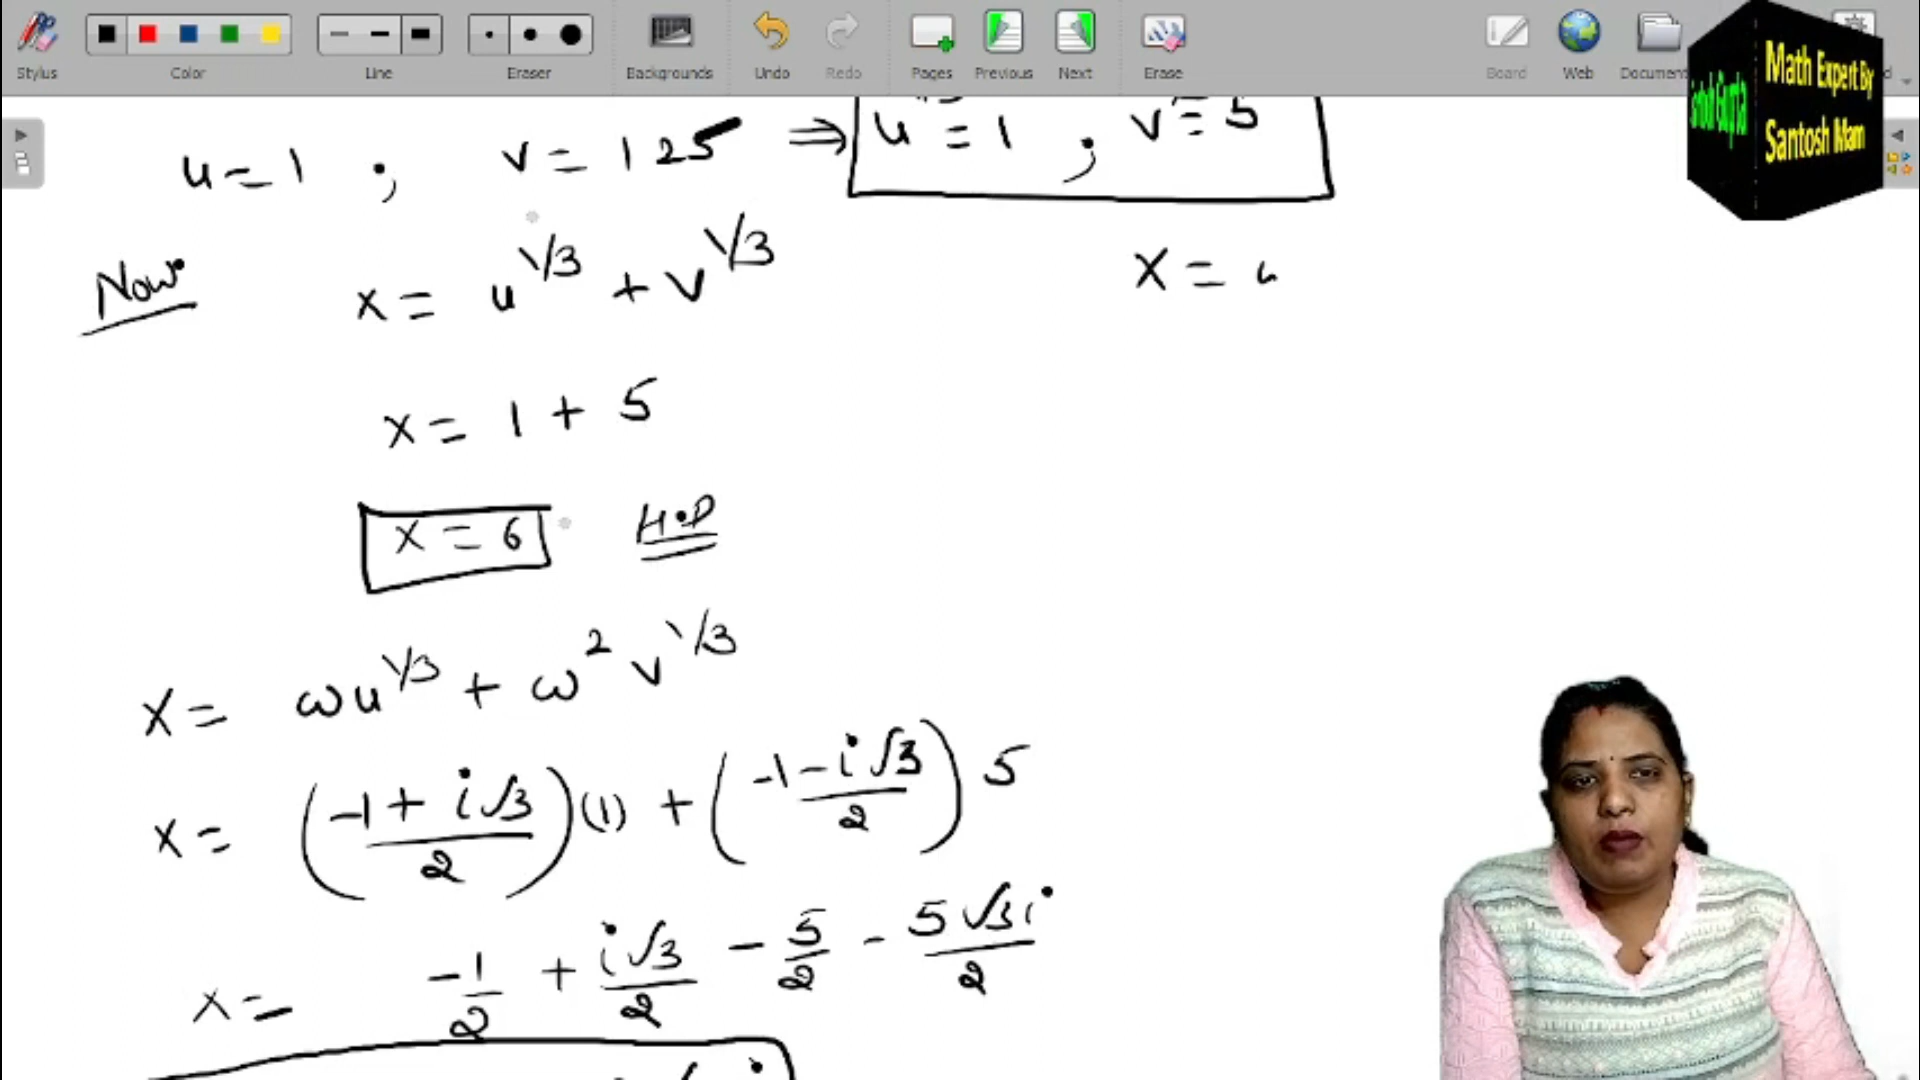 Stylus Color Line Eraser Backgrounds Undo Redo Pages Previous Next Erase Board Web Document
Math Expert By
Santosh Mam
Gupta
u = 1 ; v = 125 ⇒ u = 1 ; v = 5
Now x = u^1/3 + v^1/3
x =
x = 1 + 5
x = 6 H.P
x = ωu^1/3 + ω^2 v^1/3
x = (-1 + i√3/2)(1) + (-1 - i√3/2) 5
x = -1/2 + i√3/2 - 5/2 - 5√3i/2